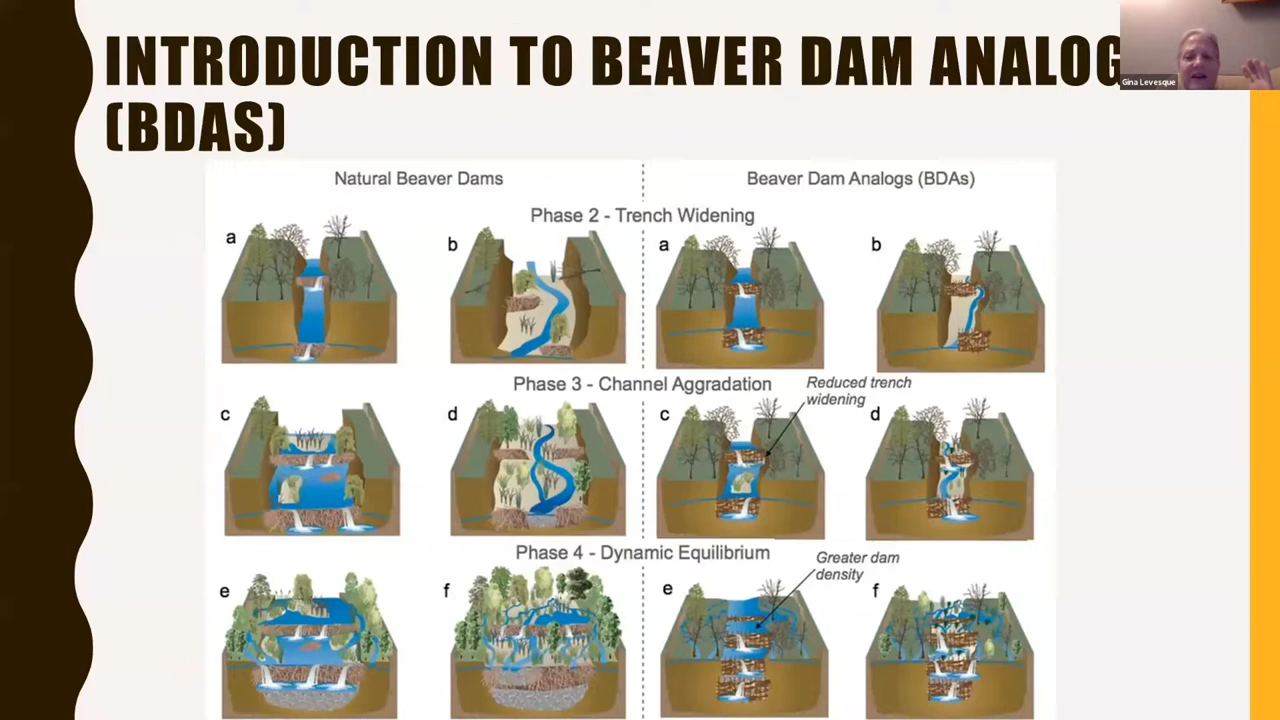 INTRODUCTION TO BEAVER DAM ANALOG
(BDAS)
Gina Levesque
Natural Beaver Dams
Beaver Dam Analogs (BDAs)
Phase 2 - Trench Widening
a
b
a
b
Phase 3 - Channel Aggradation
Reduced trench
widening
c
d
c
d
Phase 4 - Dynamic Equilibrium
Greater dam
density
e
f
e
f